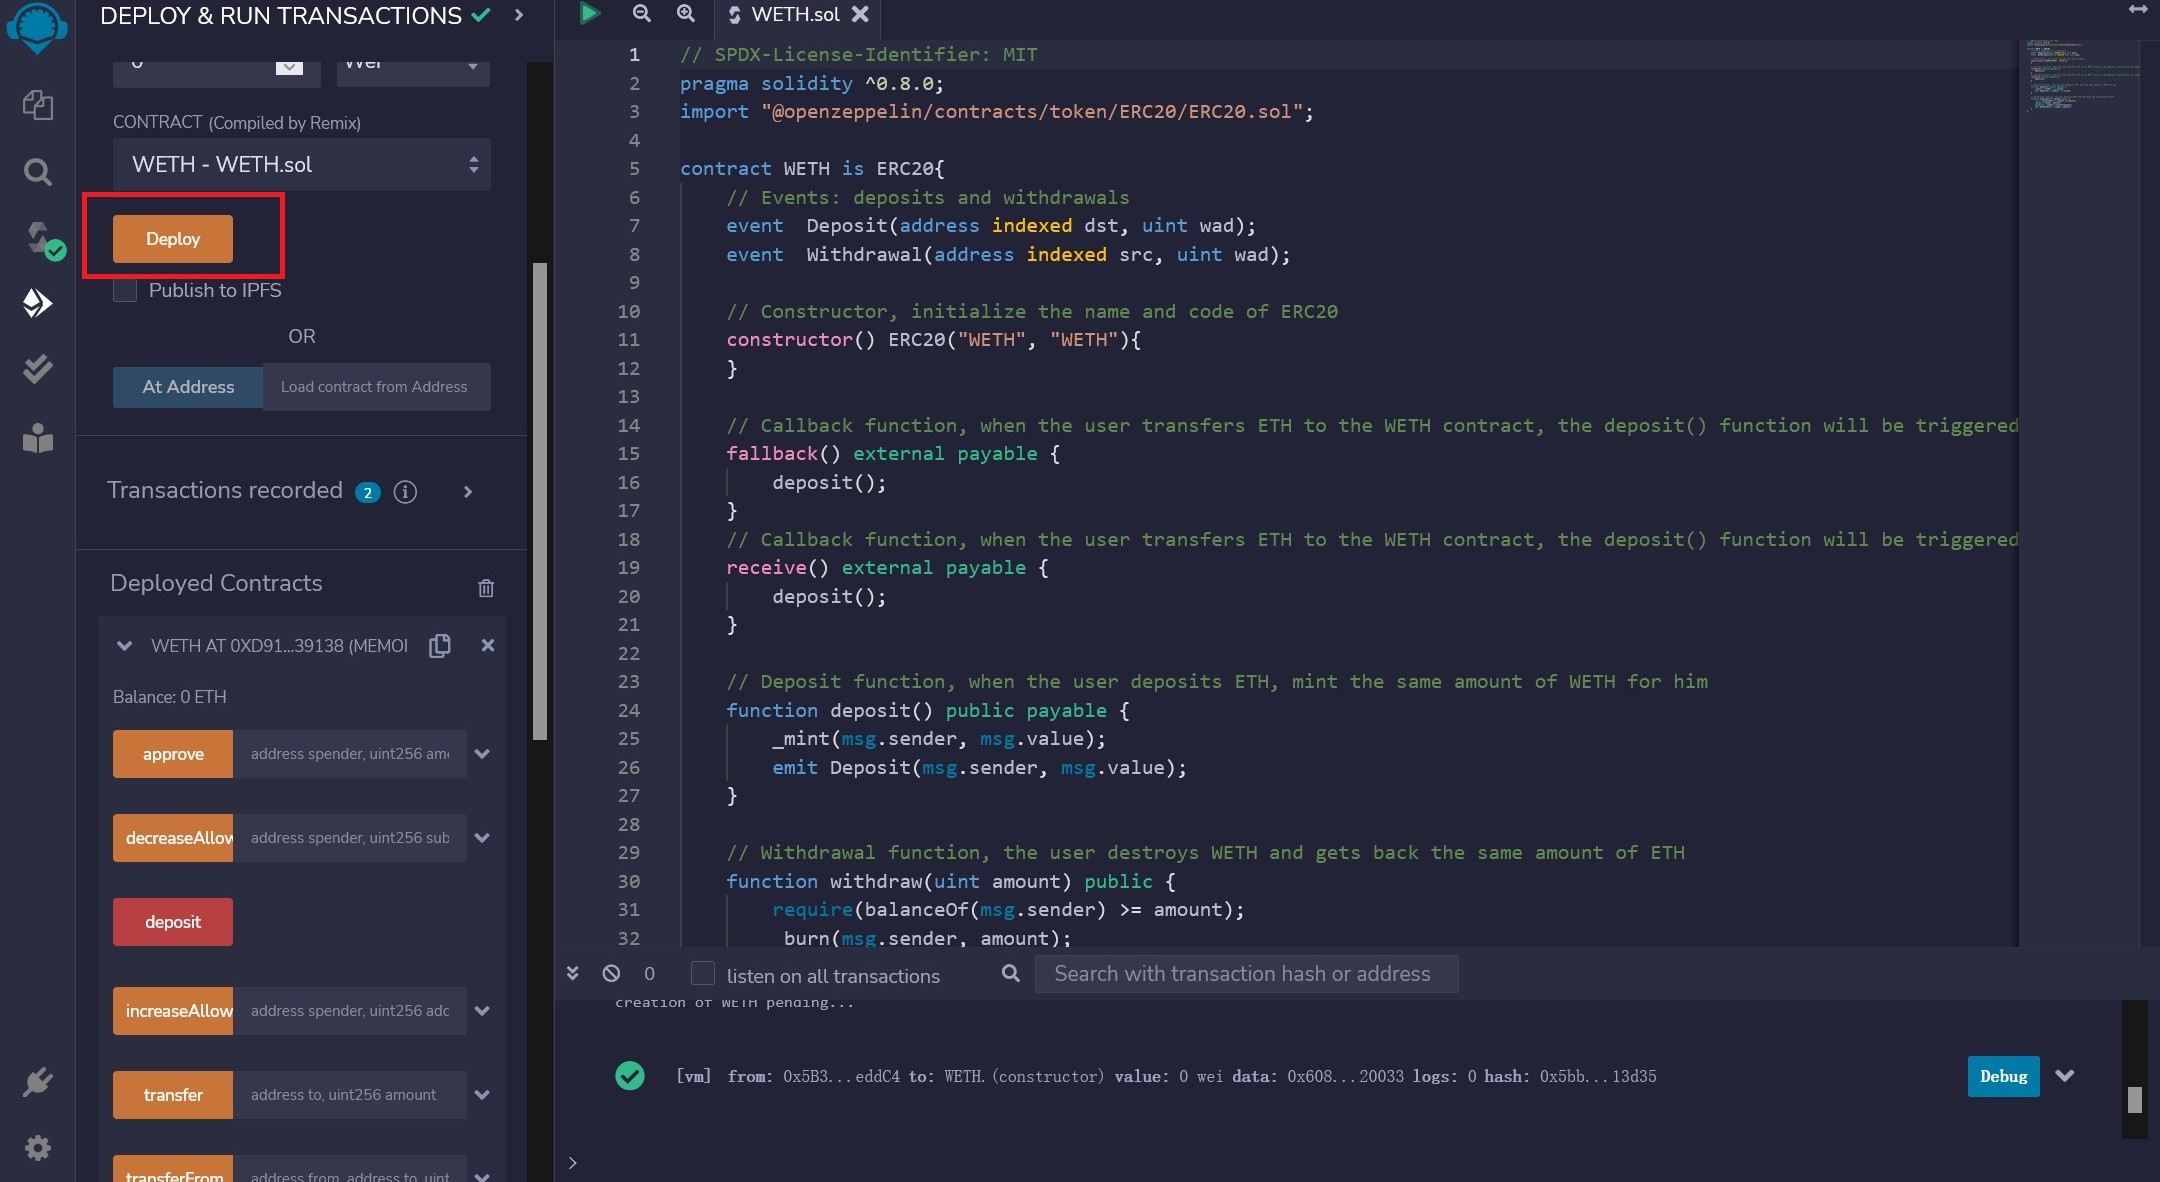 DEPLOY & RUN TRANSACTIONS
CONTRACT (Compiled by Remix)
WETH - WETH.sol
Deploy
Publish to IPFS
OR
At Address Load contract from Address
Transactions recorded 2
Deployed Contracts
WETH AT 0XD91...39138 (MEMOI
Balance: 0 ETH
approve address spender, uint256 am
decreaseAllow address spender, uint256 sub
deposit
increaseAllow address spender, uint256 adc
transfer address to, uint256 amount
transferFrom address from, address to, uint
WETH.sol
1 // SPDX-License-Identifier: MIT
2 pragma solidity ^0.8.0;
3 import "@openzeppelin/contracts/token/ERC20/ERC20.sol";
4
5 contract WETH is ERC20{
6 // Events: deposits and withdrawals
7 event  Deposit(address indexed dst, uint wad);
8 event  Withdrawal(address indexed src, uint wad);
9
10 // Constructor, initialize the name and code of ERC20
11 constructor() ERC20("WETH", "WETH"){
12 }
13
14 // Callback function, when the user transfers ETH to the WETH contract, the deposit() function will be triggered
15 fallback() external payable {
16 deposit();
17 }
18 // Callback function, when the user transfers ETH to the WETH contract, the deposit() function will be triggered
19 receive() external payable {
20 deposit();
21 }
22
23 // Deposit function, when the user deposits ETH, mint the same amount of WETH for him
24 function deposit() public payable {
25 _mint(msg.sender, msg.value);
26 emit Deposit(msg.sender, msg.value);
27 }
28
29 // Withdrawal function, the user destroys WETH and gets back the same amount of ETH
30 function withdraw(uint amount) public {
31 require(balanceOf(msg.sender) >= amount);
32 burn(msg.sender, amount);
0 listen on all transactions Search with transaction hash or address
creation of WETH pending...
[vm] from: 0x5B3...eddC4 to: WETH.(constructor) value: 0 wei data: 0x608...20033 logs: 0 hash: 0x5bb...13d35
Debug
>